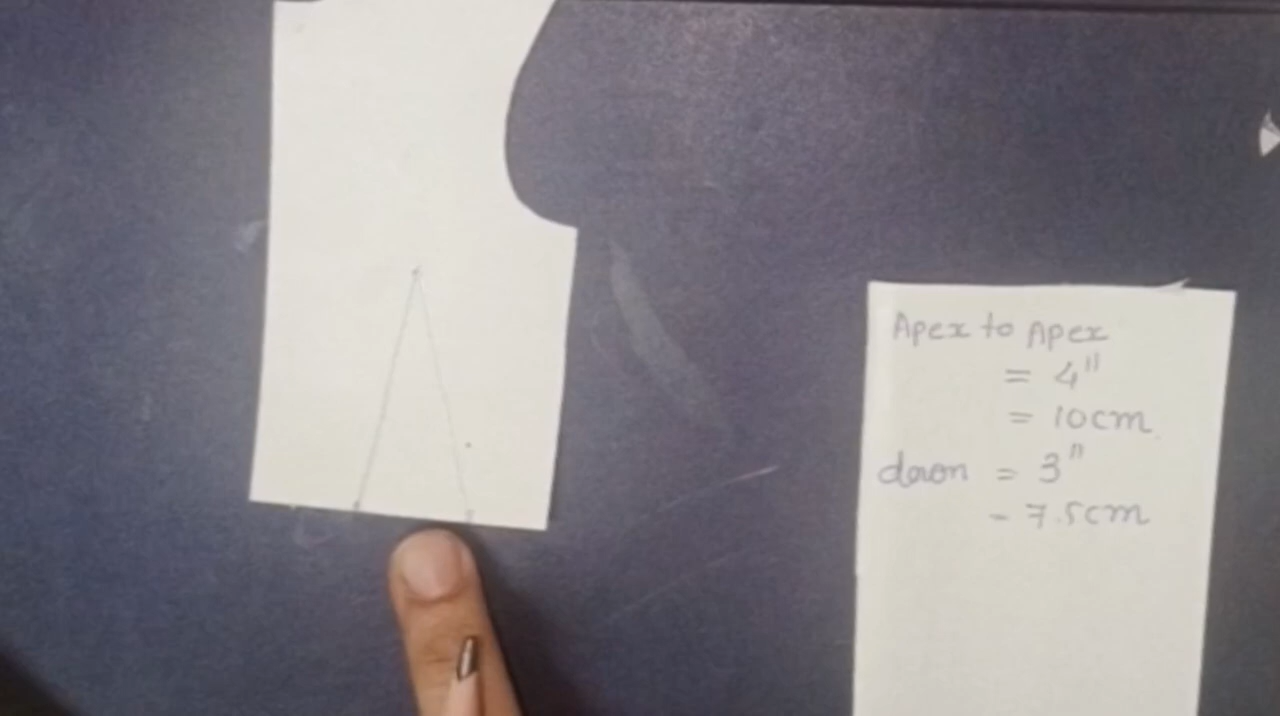 Apex to Apex
= 4"
= 10cm
down = 3"
- 7.5cm